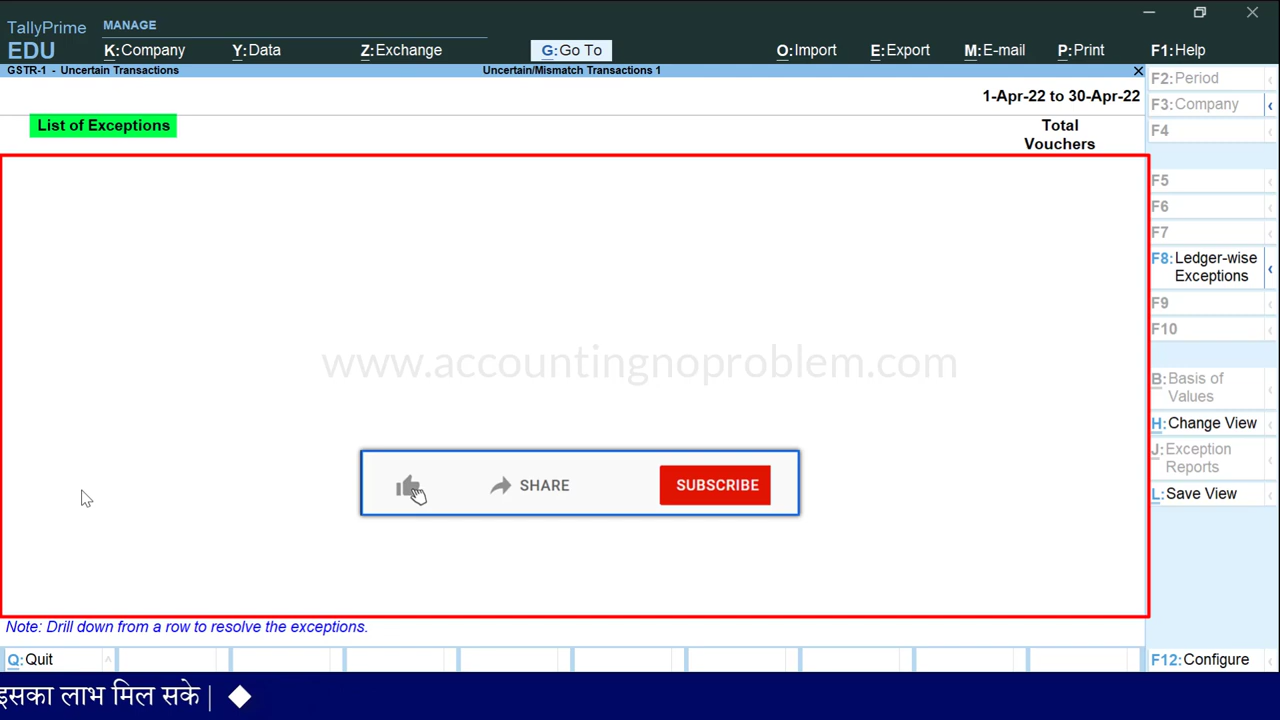 TallyPrime MANAGE
EDU K:Company Y:Data Z:Exchange G:Go To O:Import E:Export M:E-mail P:Print F1:Help
GSTR-1 - Uncertain Transactions Uncertain/Mismatch Transactions 1
1-Apr-22 to 30-Apr-22
List of Exceptions
Total
Vouchers
F2:Period
F3:Company
F4
F5
F6
F7
F8:Ledger-wise
Exceptions
F9
F10
B:Basis of
Values
H:Change View
J:Exception
Reports
L:Save View
www.accountingnoproblem.com
SHARE SUBSCRIBE
Note: Drill down from a row to resolve the exceptions.
Q:Quit F12:Configure
इसका लाभ मिल सके |